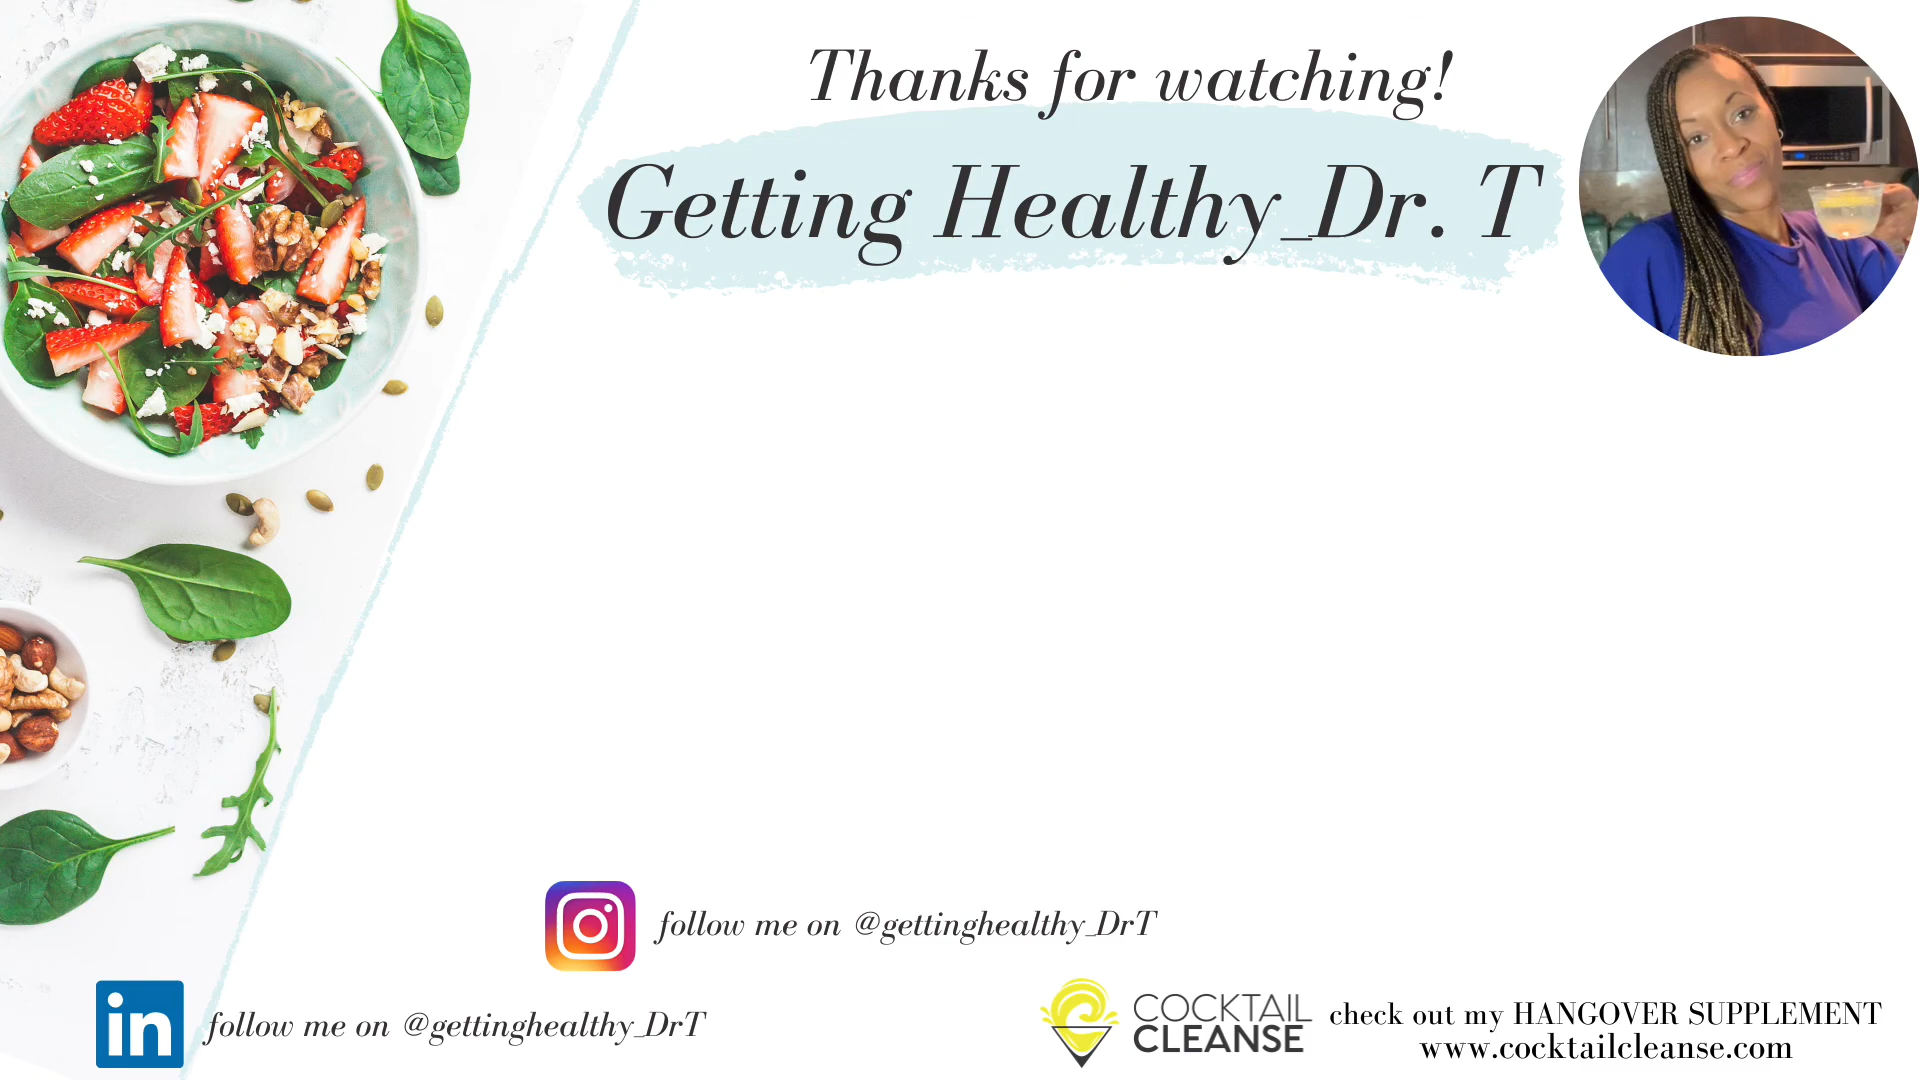 Thanks for watching!
Getting Healthy_Dr. T
follow me on @gettinghealthy_DrT
in
follow me on @gettinghealthy_DrT
COCKTAIL
CLEANSE
check out my HANGOVER SUPPLEMENT
www.cocktailcleanse.com